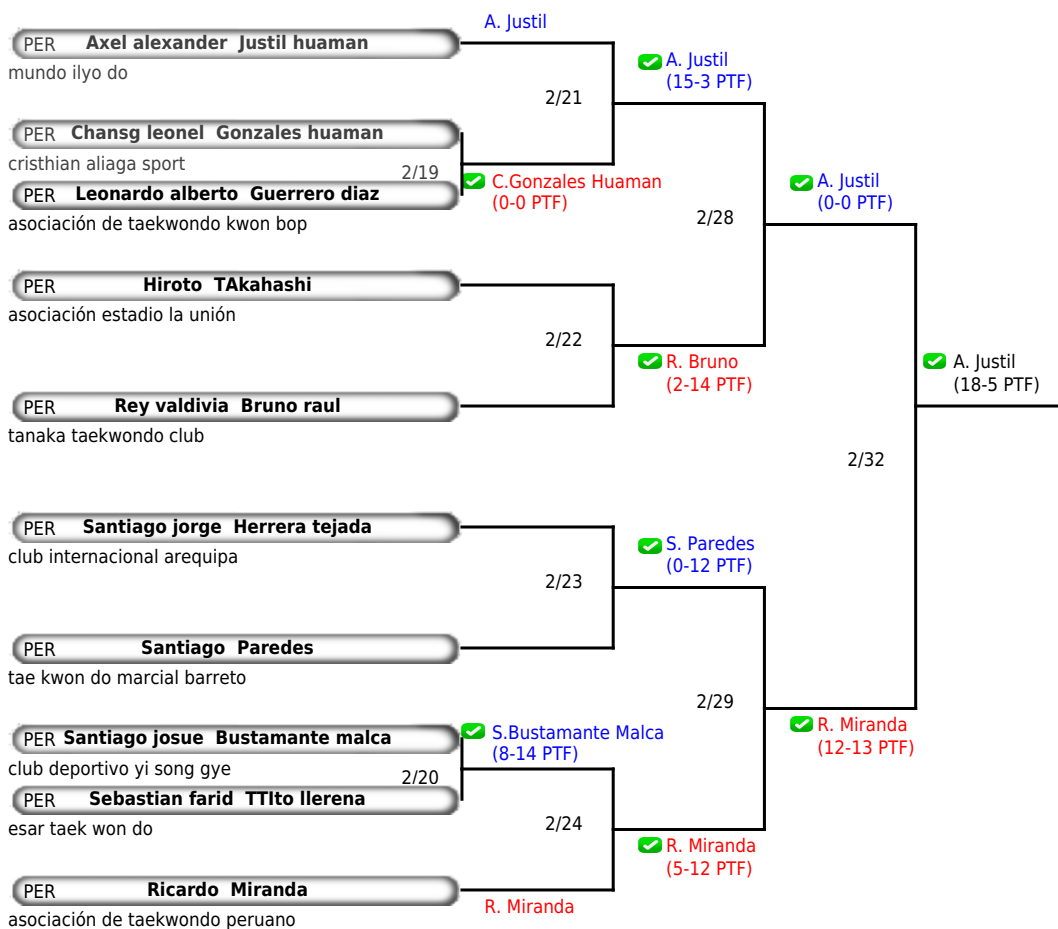 A. Justil
PER Axel alexander Justil huaman
mundo ilyo do
A. Justil
(15-3 PTF)
2/21
PER Chansg leonel Gonzales huaman
cristhian aliaga sport
2/19
C.Gonzales Huaman
(0-0 PTF)
PER Leonardo alberto Guerrero diaz
asociación de taekwondo kwon bop
A. Justil
(0-0 PTF)
2/28
PER Hiroto TAkahashi
asociación estadio la unión
2/22
R. Bruno
(2-14 PTF)
PER Rey valdivia Bruno raul
tanaka taekwondo club
A. Justil
(18-5 PTF)
2/32
PER Santiago jorge Herrera tejada
club internacional arequipa
S. Paredes
(0-12 PTF)
2/23
PER Santiago Paredes
tae kwon do marcial barreto
2/29
R. Miranda
(12-13 PTF)
PER Santiago josue Bustamante malca
club deportivo yi song gye
S.Bustamante Malca
(8-14 PTF)
2/20
PER Sebastian farid TTIto llerena
esar taek won do
2/24
R. Miranda
(5-12 PTF)
PER Ricardo Miranda
asociación de taekwondo peruano
R. Miranda